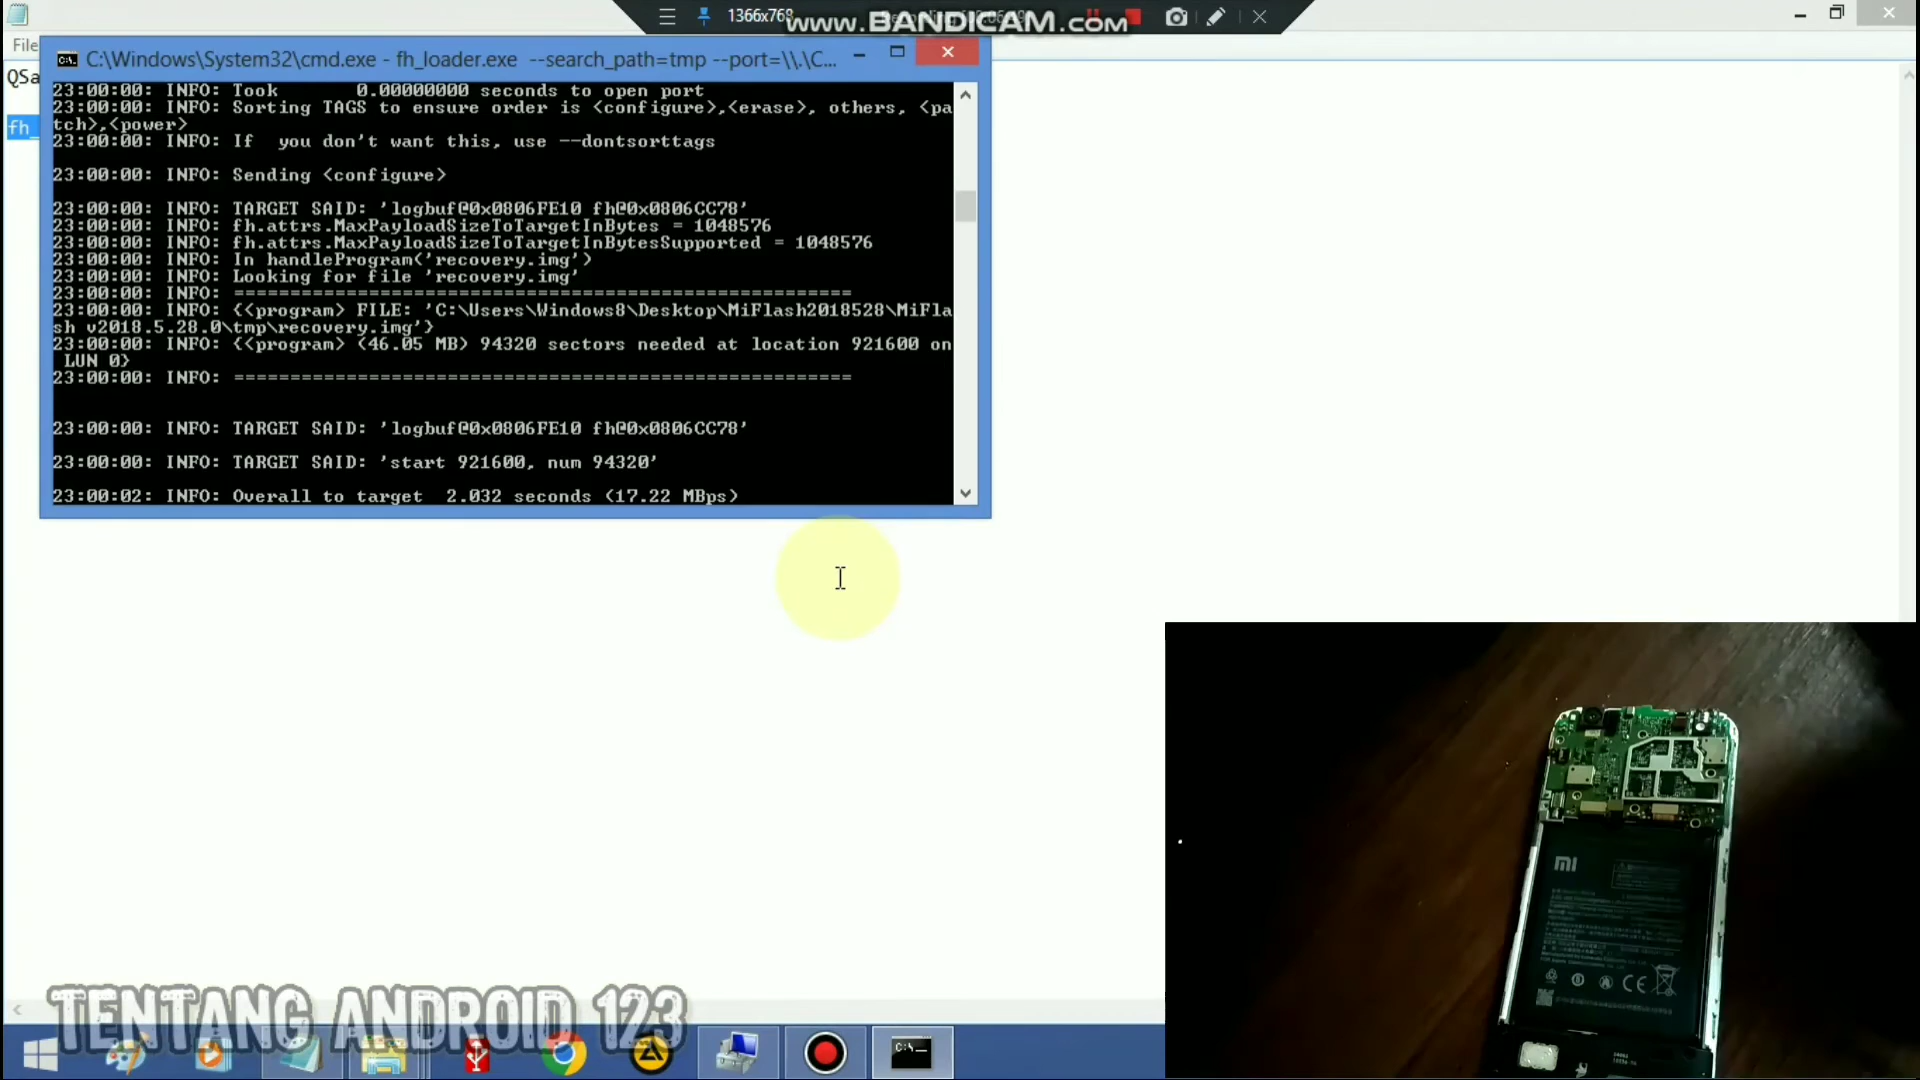 1366x768
www.BANDICAM.com
File
C:\Windows\System32\cmd.exe - fh_loader.exe --search_path=tmp --port=\\.\C...
QSa
fh_
23:00:00: INFO: Took 0.00000000 seconds to open port
23:00:00: INFO: Sorting TAGS to ensure order is <configure>,<erase>, others, <pa
tch>,<power>
23:00:00: INFO: If you don't want this, use --dontsorttags
23:00:00: INFO: Sending <configure>
23:00:00: INFO: TARGET SAID: 'logbuf@0x0806FE10 fh@0x0806CC78'
23:00:00: INFO: fh.attrs.MaxPayloadSizeToTargetInBytes = 1048576
23:00:00: INFO: fh.attrs.MaxPayloadSizeToTargetInBytesSupported = 1048576
23:00:00: INFO: In handleProgram('recovery.img')
23:00:00: INFO: Looking for file 'recovery.img'
23:00:00: INFO: =======================================================
23:00:00: INFO: {<program> FILE: 'C:\Users\Windows8\Desktop\MiFlash2018528\MiFla
sh v2018.5.28.0\tmp\recovery.img'}
23:00:00: INFO: {<program> (46.05 MB) 94320 sectors needed at location 921600 on
LUN 0}
23:00:00: INFO: =======================================================
23:00:00: INFO: TARGET SAID: 'logbuf@0x0806FE10 fh@0x0806CC78'
23:00:00: INFO: TARGET SAID: 'start 921600, num 94320'
23:00:02: INFO: Overall to target 2.032 seconds (17.22 MBps)
mi
CE
TENTANG ANDROID 123
C:\_